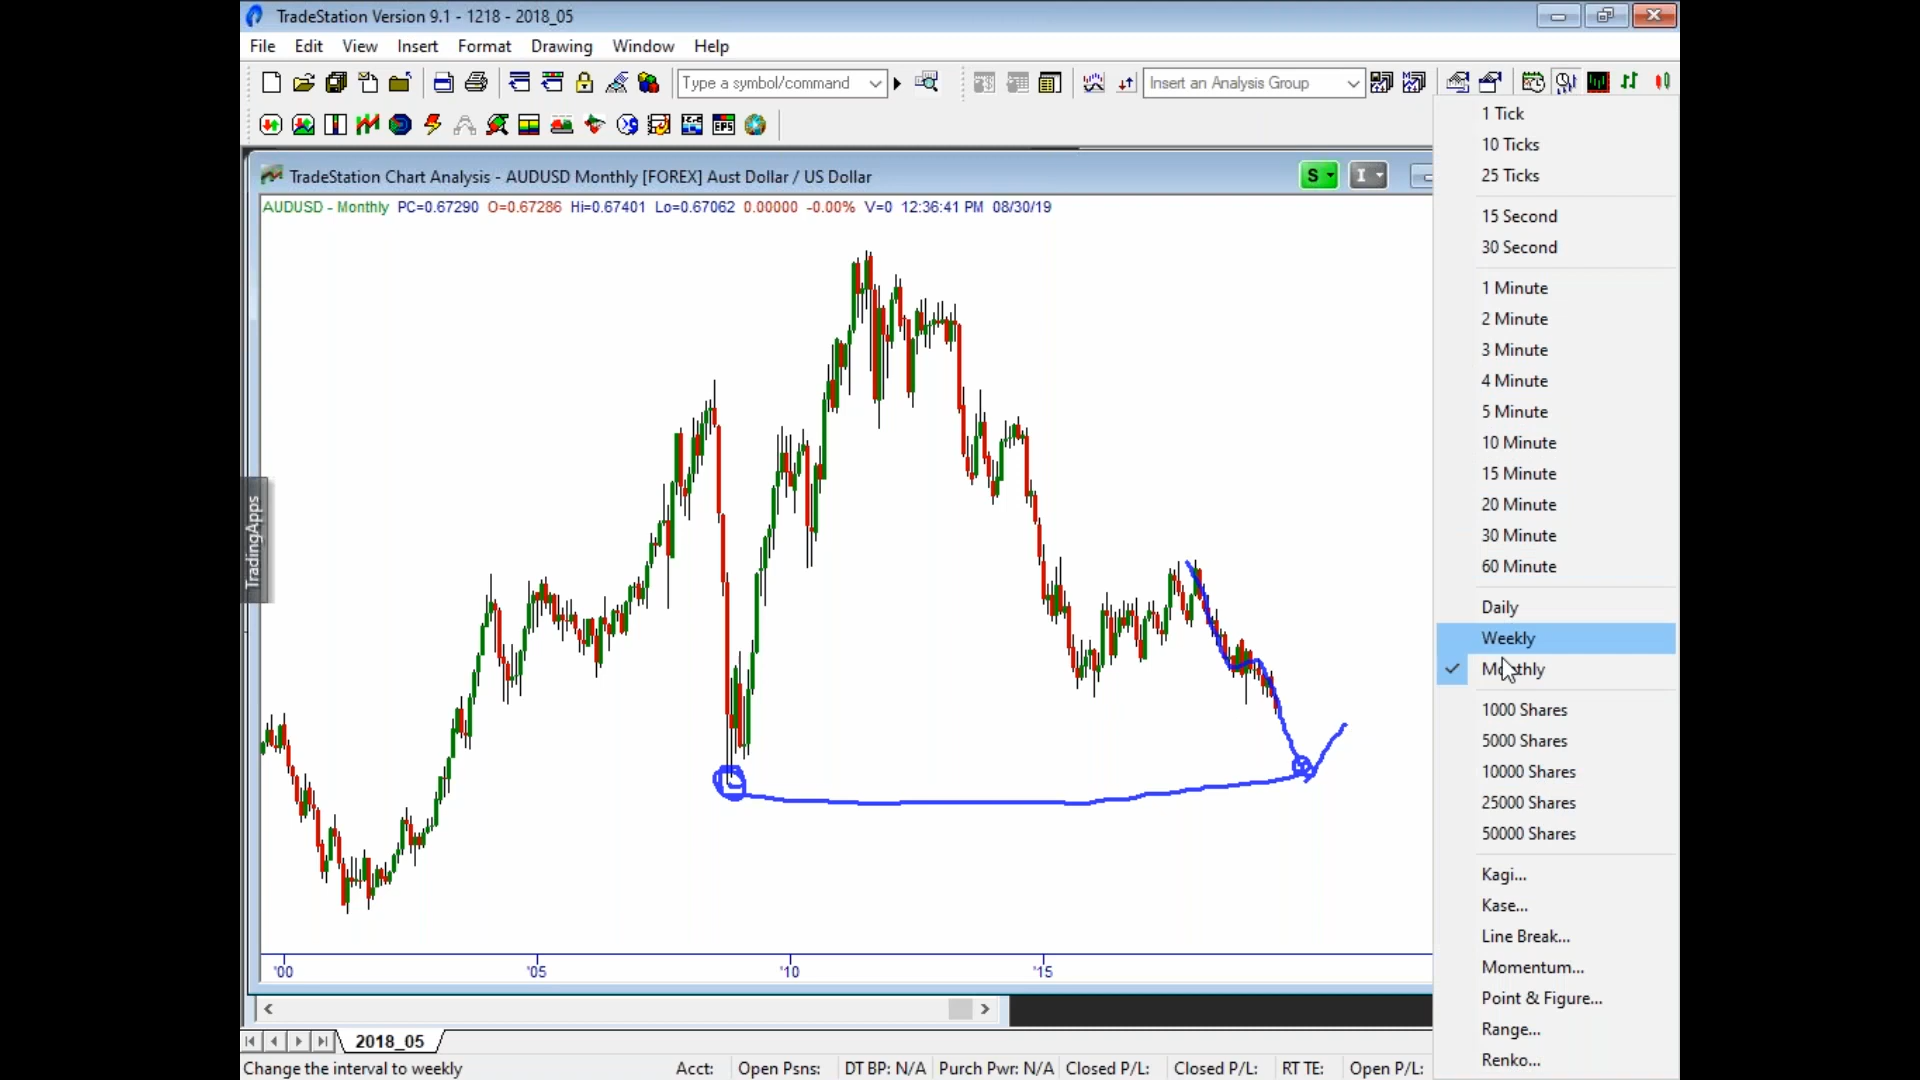 TradeStation Version 9.1 - 1218 - 2018_05
File Edit View Insert Format Drawing Window Help
Type a symbol/command
Insert an Analysis Group
EPS
TradeStation Chart Analysis - AUDUSD Monthly [FOREX] Aust Dollar / US Dollar
S
I
AUDUSD - Monthly PC=0.67290 O=0.67286 Hi=0.67401 Lo=0.67062 0.00000 -0.00% V=0 12:36:41 PM 08/30/19
TradingApps
'00 '05 '10 '15
1 Tick
10 Ticks
25 Ticks
15 Second
30 Second
1 Minute
2 Minute
3 Minute
4 Minute
5 Minute
10 Minute
15 Minute
20 Minute
30 Minute
60 Minute
Daily
Weekly
Monthly
1000 Shares
5000 Shares
10000 Shares
25000 Shares
50000 Shares
Kagi...
Kase...
Line Break...
Momentum...
Point & Figure...
Range...
Renko...
2018_05
Change the interval to weekly
Acct: Open Psns: DT BP: N/A Purch Pwr: N/A Closed P/L: Closed P/L: RT TE: Open P/L: